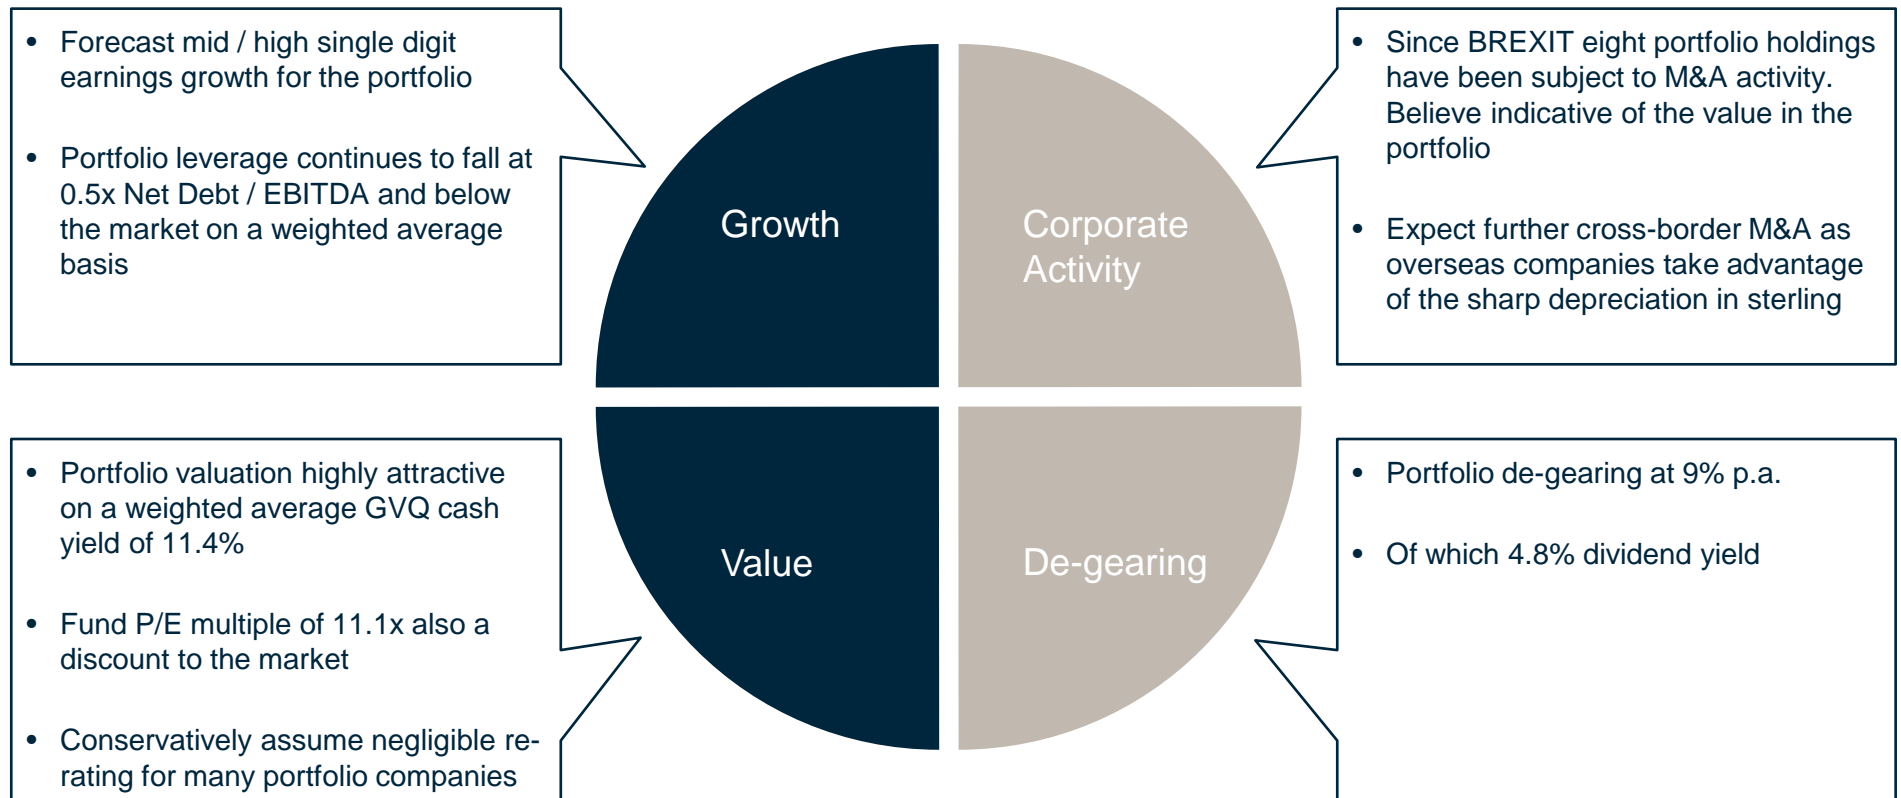 • Forecast mid / high single digit
earnings growth for the portfolio
• Portfolio leverage continues to fall at
0.5x Net Debt / EBITDA and below
the market on a weighted average
basis
Growth
Corporate
Activity
• Since BREXIT eight portfolio holdings
have been subject to M&A activity.
Believe indicative of the value in the
portfolio
• Expect further cross-border M&A as
overseas companies take advantage
of the sharp depreciation in sterling
• Portfolio valuation highly attractive
on a weighted average GVQ cash
yield of 11.4%
• Fund P/E multiple of 11.1x also a
discount to the market
• Conservatively assume negligible re-
rating for many portfolio companies
Value
De-gearing
• Portfolio de-gearing at 9% p.a.
• Of which 4.8% dividend yield